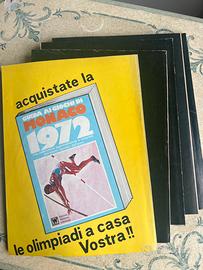 acquistate la
GUIDA AI GIOCHI DI
MONACO
1972
le olimpiadi a casa
Vostra!!